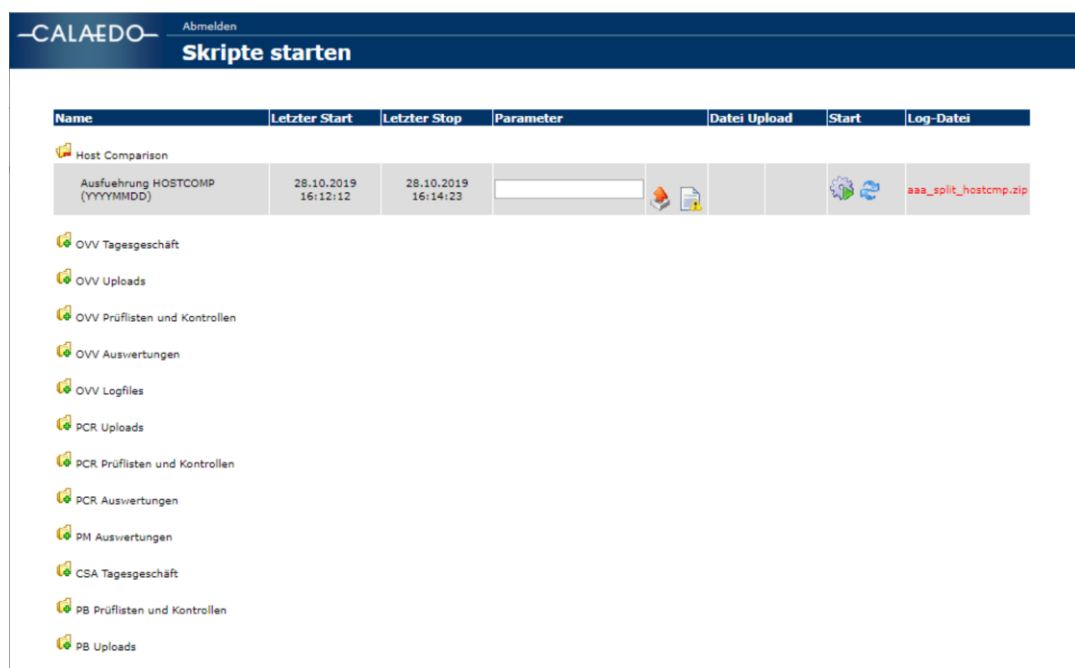 CALAEDO
Abmelden
Skripte starten
Name Letzter Start Letzter Stop Parameter Datei Upload Start Log-Datei
Host Comparison
Ausfuehrung HOSTCOMP 28.10.2019 28.10.2019 aaa_split_hostcmp.zip
(YYYYMMDD) 16:12:12 16:14:23
OVV Tagesgeschäft
OVV Uploads
OVV Prüflisten und Kontrollen
OVV Auswertungen
OVV Logfiles
PCR Uploads
PCR Prüflisten und Kontrollen
PCR Auswertungen
PM Auswertungen
CSA Tagesgeschäft
PB Prüflisten und Kontrollen
PB Uploads